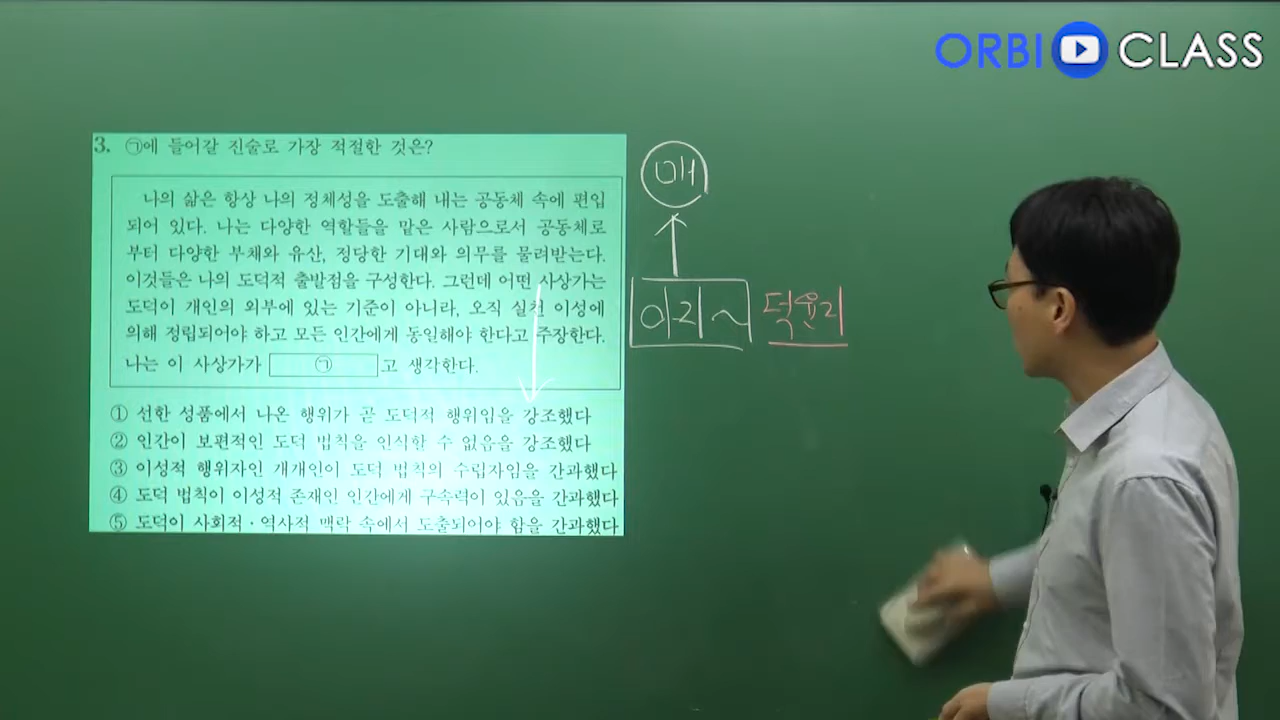 ORBI CLASS
3. ㉠에 들어갈 진술로 가장 적절한 것은?
나의 삶은 항상 나의 정체성을 도출해 내는 공동체 속에 편입
되어 있다. 나는 다양한 역할들을 맡은 사람으로서 공동체로
부터 다양한 부채와 유산, 정당한 기대와 의무를 물려받는다.
이것들은 나의 도덕적 출발점을 구성한다. 그런데 어떤 사상가는
도덕이 개인의 외부에 있는 기준이 아니라, 오직 실천 이성에
의해 정립되어야 하고 모든 인간에게 동일해야 한다고 주장한다.
나는 이 사상가가 ㉠ 고 생각한다.
① 선한 성품에서 나온 행위가 곧 도덕적 행위임을 강조했다
② 인간이 보편적인 도덕 법칙을 인식할 수 없음을 강조했다
③ 이성적 행위자인 개개인이 도덕 법칙의 수립자임을 간과했다
④ 도덕 법칙이 이성적 존재인 인간에게 구속력이 있음을 간과했다
⑤ 도덕이 사회적·역사적 맥락 속에서 도출되어야 함을 간과했다
매
아리~ 덕윤리